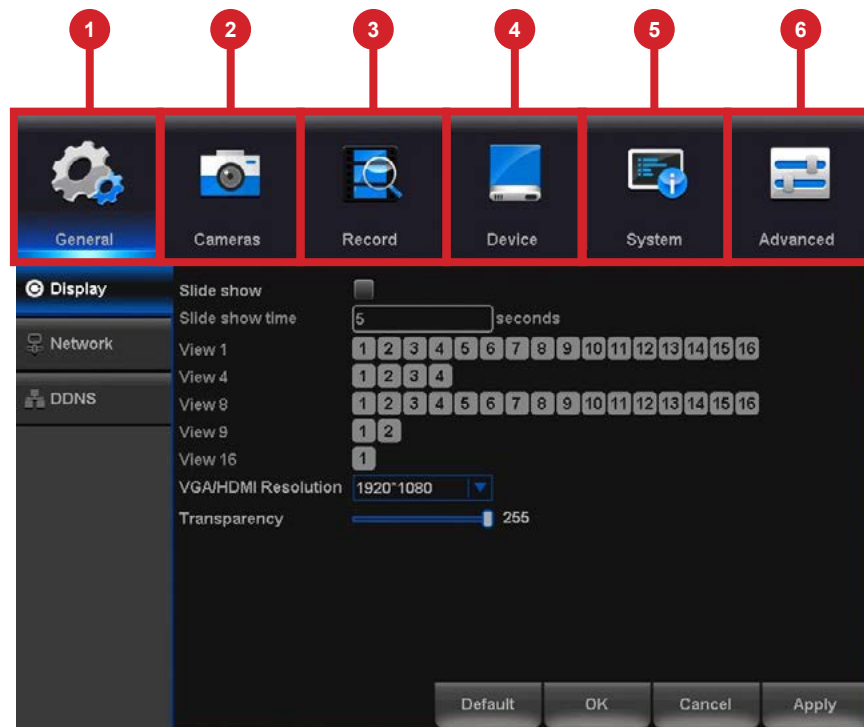 1 2 3 4 5 6
General Cameras Record Device System Advanced
Display
Network
DDNS
Slide show
Slide show time 5 seconds
View 1 1 2 3 4 5 6 7 8 9 10 11 12 13 14 15 16
View 4 1 2 3 4
View 8 1 2 3 4 5 6 7 8 9 10 11 12 13 14 15 16
View 9 1 2
View 16 1
VGA/HDMI Resolution 1920*1080
Transparency 255
Default OK Cancel Apply